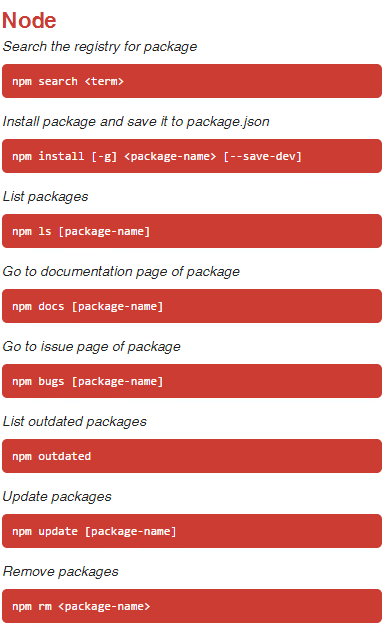 Node
Search the registry for package
npm search <term>
Install package and save it to package.json
npm install [-g] <package-name> [--save-dev]
List packages
npm ls [package-name]
Go to documentation page of package
npm docs [package-name]
Go to issue page of package
npm bugs [package-name]
List outdated packages
npm outdated
Update packages
npm update [package-name]
Remove packages
npm rm <package-name>